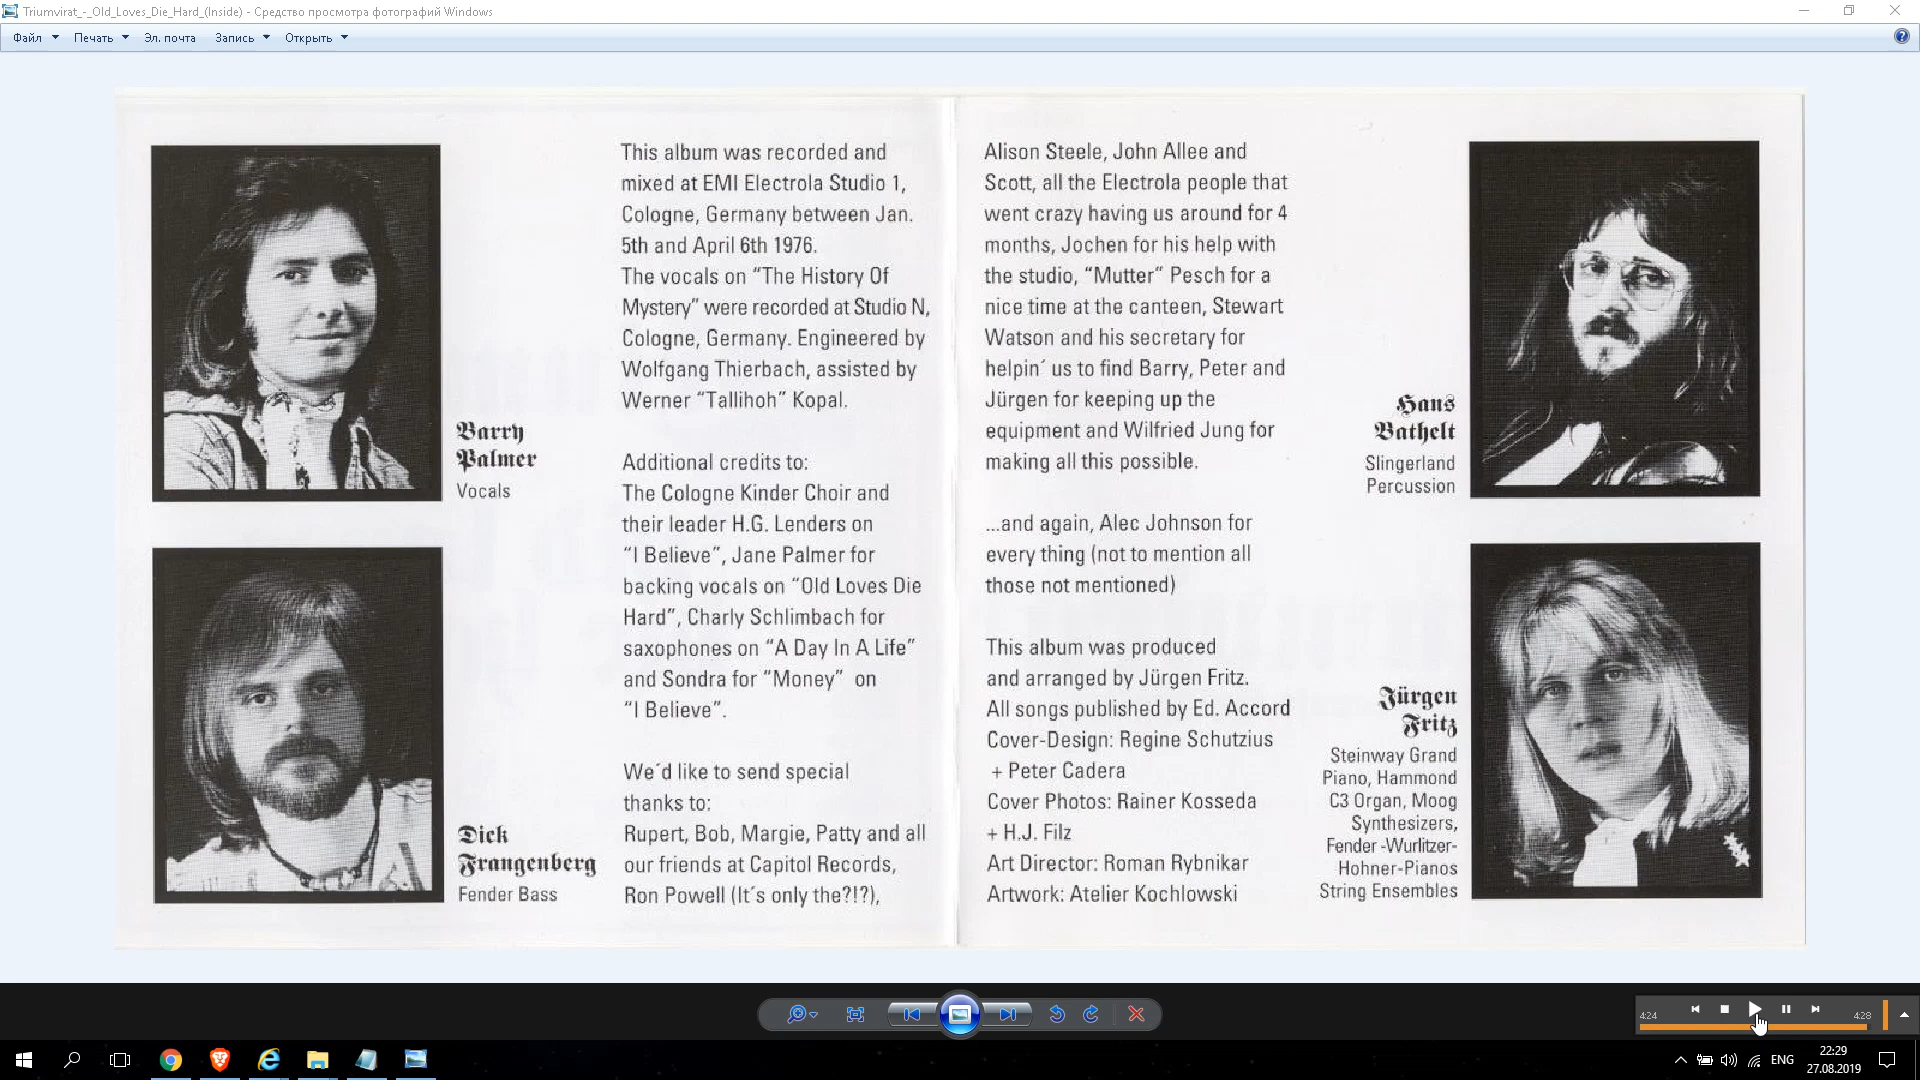 Triumvirat_-_Old_Loves_Die_Hard_(Inside) - Средство просмотра фотографий Windows
Файл Печать Эл. почта Запись Открыть
Barry
Palmer
Vocals
Dick
Frangenberg
Fender Bass
This album was recorded and
mixed at EMI Electrola Studio 1,
Cologne, Germany between Jan.
5th and April 6th 1976.
The vocals on “The History Of
Mystery” were recorded at Studio N,
Cologne, Germany. Engineered by
Wolfgang Thierbach, assisted by
Werner “Tallihoh” Kopal.
Additional credits to:
The Cologne Kinder Choir and
their leader H.G. Lenders on
“I Believe”, Jane Palmer for
backing vocals on “Old Loves Die
Hard”, Charly Schlimbach for
saxophones on “A Day In A Life”
and Sondra for “Money” on
“I Believe”.
We´d like to send special
thanks to:
Rupert, Bob, Margie, Patty and all
our friends at Capitol Records,
Ron Powell (It´s only the?!?),
Alison Steele, John Allee and
Scott, all the Electrola people that
went crazy having us around for 4
months, Jochen for his help with
the studio, “Mutter” Pesch for a
nice time at the canteen, Stewart
Watson and his secretary for
helpin´ us to find Barry, Peter and
Jürgen for keeping up the
equipment and Wilfried Jung for
making all this possible.
...and again, Alec Johnson for
every thing (not to mention all
those not mentioned)
This album was produced
and arranged by Jürgen Fritz.
All songs published by Ed. Accord
Cover-Design: Regine Schutzius
+ Peter Cadera
Cover Photos: Rainer Kosseda
+ H.J. Filz
Art Director: Roman Rybnikar
Artwork: Atelier Kochlowski
Hans
Bathelt
Slingerland
Percussion
Jürgen
Fritz
Steinway Grand
Piano, Hammond
C3 Organ, Moog
Synthesizers,
Fender -Wurlitzer-
Hohner-Pianos
String Ensembles
4:24 4:28
ENG
22:29
27.08.2019